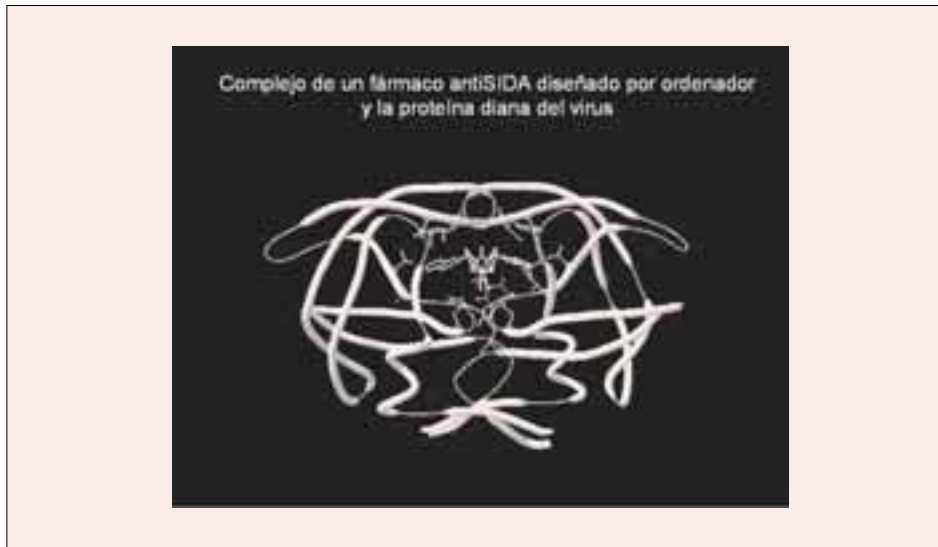 Complejo de un fármaco antiSIDA diseñado por ordenador
y la proteína diana del virus